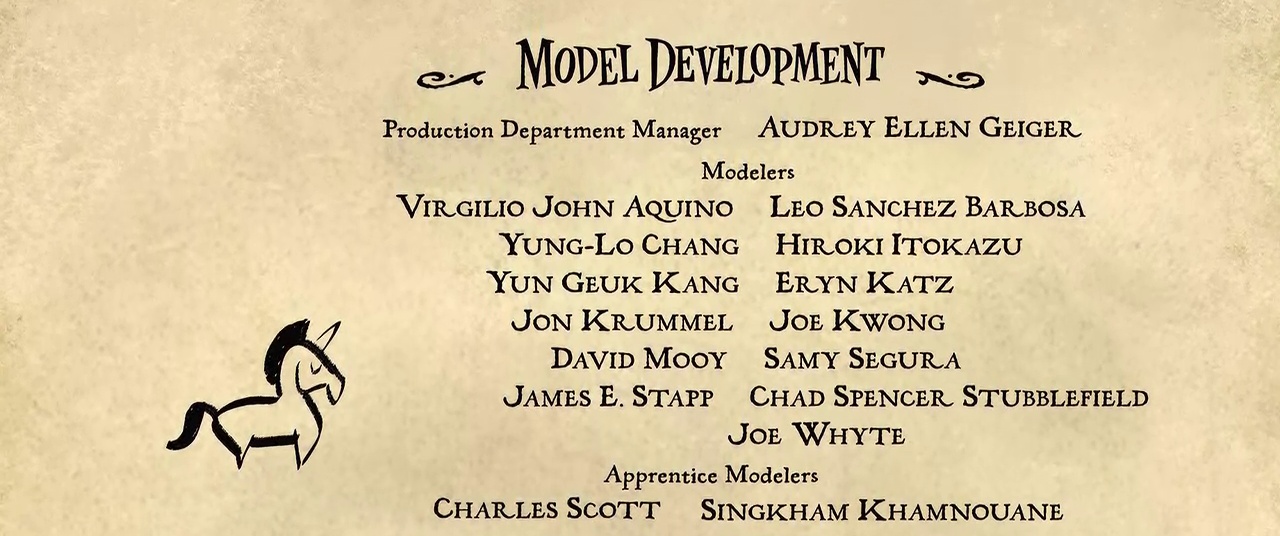 Model Development
Production Department Manager Audrey Ellen Geiger
Modelers
Virgilio John Aquino Leo Sanchez Barbosa
Yung-Lo Chang Hiroki Itokazu
Yun Geuk Kang Eryn Katz
Jon Krummel Joe Kwong
David Mooy Samy Segura
James E. Stapp Chad Spencer Stubblefield
Joe Whyte
Apprentice Modelers
Charles Scott Singkham Khamnouane